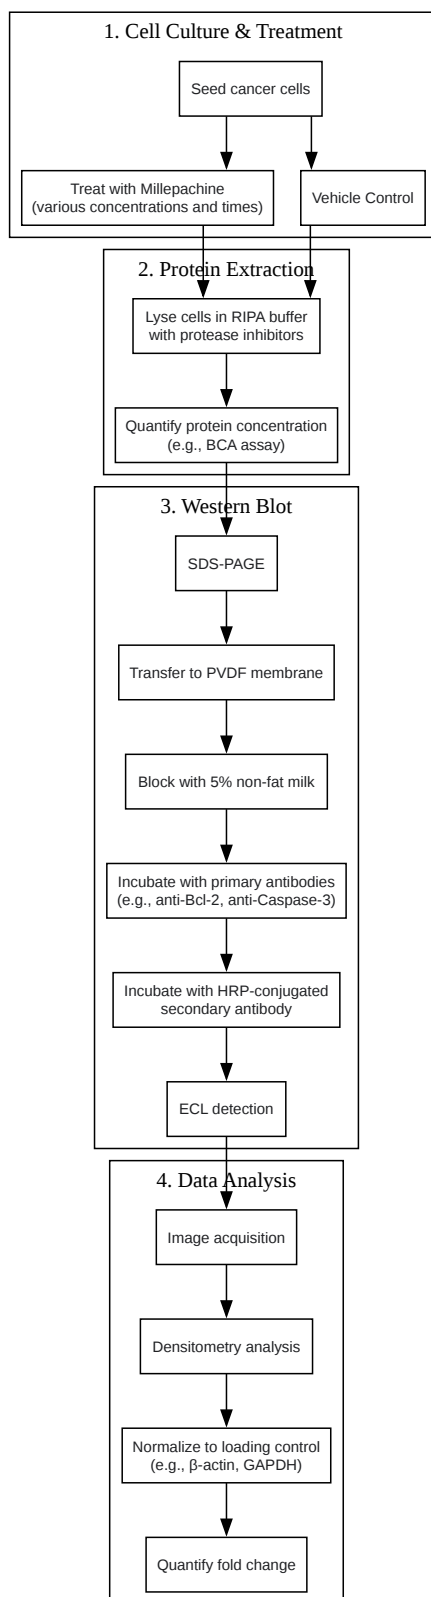 1. Cell Culture & Treatment
Seed cancer cells
Treat with Millepachine
(various concentrations and times)
Vehicle Control
2. Protein Extraction
Lyse cells in RIPA buffer
with protease inhibitors
Quantify protein concentration
(e.g., BCA assay)
3. Western Blot
SDS-PAGE
Transfer to PVDF membrane
Block with 5% non-fat milk
Incubate with primary antibodies
(e.g., anti-Bcl-2, anti-Caspase-3)
Incubate with HRP-conjugated
secondary antibody
ECL detection
4. Data Analysis
Image acquisition
Densitometry analysis
Normalize to loading control
(e.g., β-actin, GAPDH)
Quantify fold change